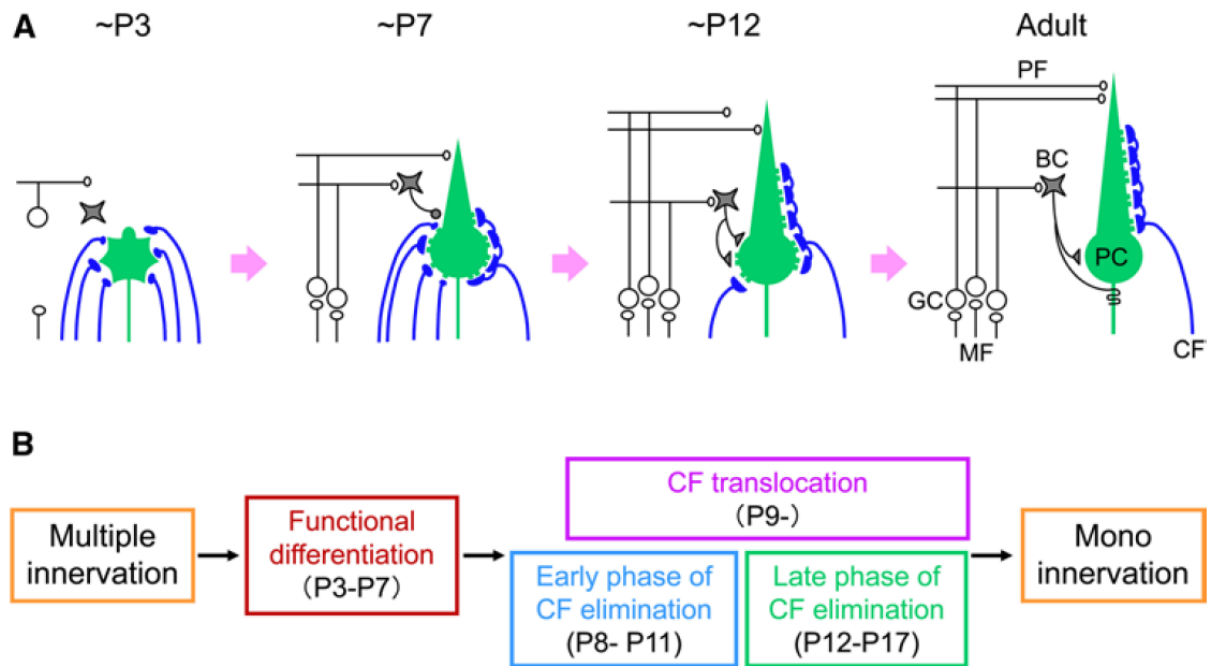 A
~P3
~P7
~P12
Adult
PF
BC
PC
GC
MF
CF
B
Multiple
innervation
Functional
differentiation
(P3-P7)
CF translocation
(P9-)
Early phase of
CF elimination
(P8- P11)
Late phase of
CF elimination
(P12-P17)
Mono
innervation